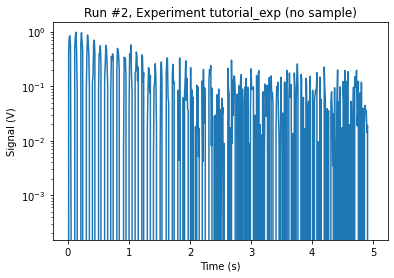 Run #2, Experiment tutorial_exp (no sample)
Signal (V)
10⁰
10⁻¹
10⁻²
10⁻³
0 1 2 3 4 5
Time (s)